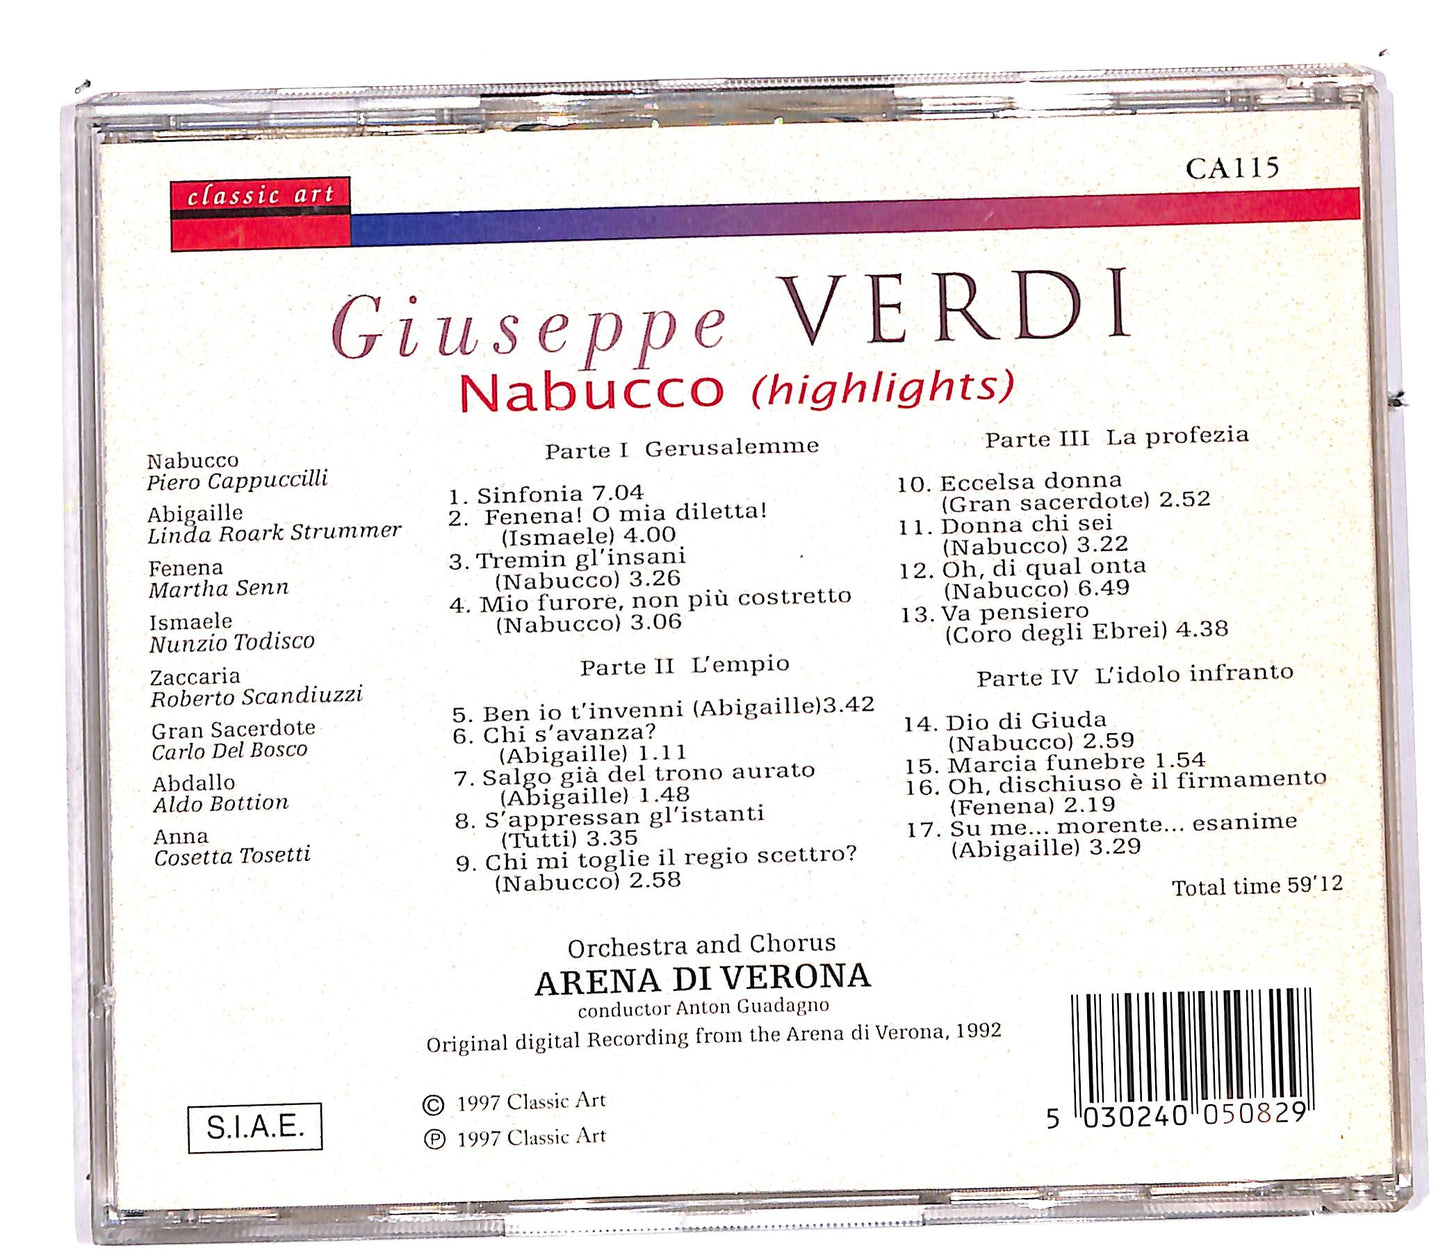 CA115
classic art
Giuseppe VERDI
Nabucco (highlights)
Nabucco
Piero Cappuccilli
Abigaille
Linda Roark Strummer
Fenena
Martha Senn
Ismaele
Nunzio Todisco
Zaccaria
Roberto Scandiuzzi
Gran Sacerdote
Carlo Del Bosco
Abdallo
Aldo Bottion
Anna
Cosetta Tosetti
Parte I Gerusalemme
1. Sinfonia 7.04
2. Fenena! O mia diletta!
(Ismaele) 4.00
3. Tremin gl'insani
(Nabucco) 3.26
4. Mio furore, non più costretto
(Nabucco) 3.06
Parte II L'empio
5. Ben io t'invenni (Abigaille)3.42
6. Chi s'avanza?
(Abigaille) 1.11
7. Salgo già del trono aurato
(Abigaille) 1.48
8. S'appressan gl'istanti
(Tutti) 3.35
9. Chi mi toglie il regio scettro?
(Nabucco) 2.58
Parte III La profezia
10. Eccelsa donna
(Gran sacerdote) 2.52
11. Donna chi sei
(Nabucco) 3.22
12. Oh, di qual onta
(Nabucco) 6.49
13. Va pensiero
(Coro degli Ebrei) 4.38
Parte IV L'idolo infranto
14. Dio di Giuda
(Nabucco) 2.59
15. Marcia funebre 1.54
16. Oh, dischiuso è il firmamento
(Fenena) 2.19
17. Su me... morente... esanime
(Abigaille) 3.29
Total time 59'12
Orchestra and Chorus
ARENA DI VERONA
conductor Anton Guadagno
Original digital Recording from the Arena di Verona, 1992
© 1997 Classic Art
℗ 1997 Classic Art
S.I.A.E.
5 030240 050829